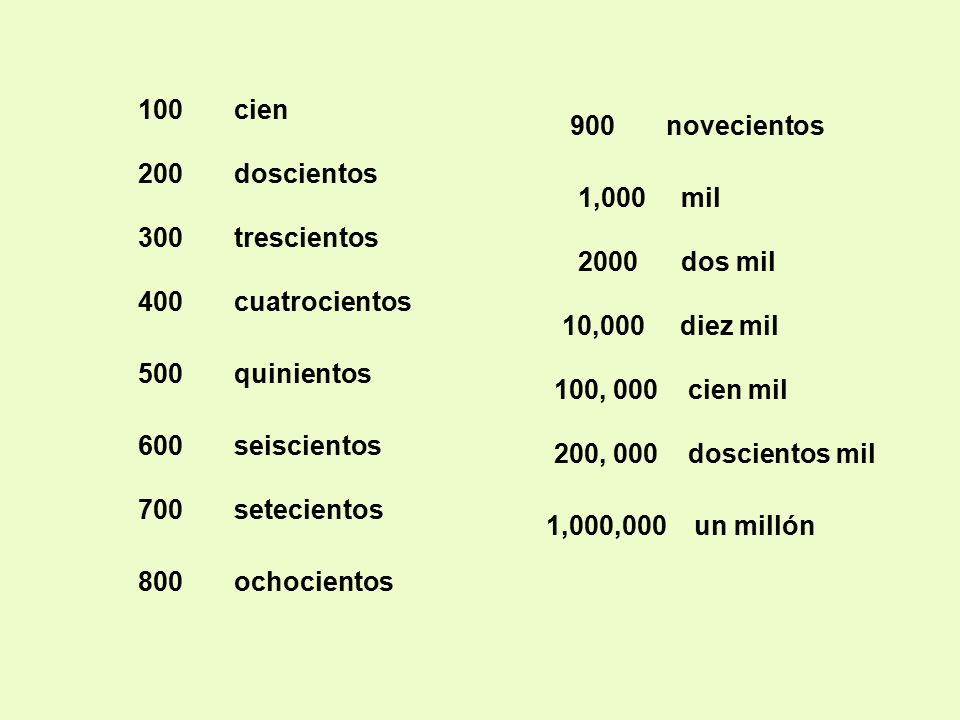 100 cien
200 doscientos
300 trescientos
400 cuatrocientos
500 quinientos
600 seiscientos
700 setecientos
800 ochocientos
900 novecientos
1,000 mil
2000 dos mil
10,000 diez mil
100, 000 cien mil
200, 000 doscientos mil
1,000,000 un millón